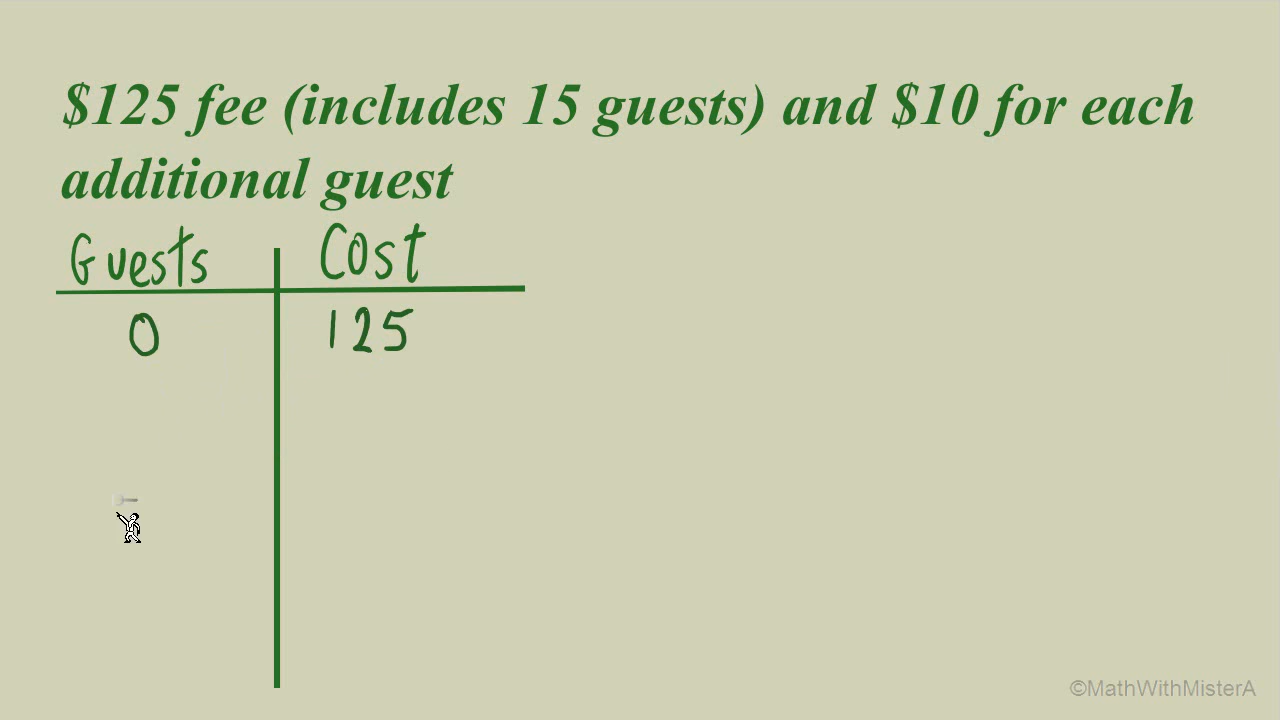 $125 fee (includes 15 guests) and $10 for each
additional guest
Guests Cost
0 125
©MathWithMisterA